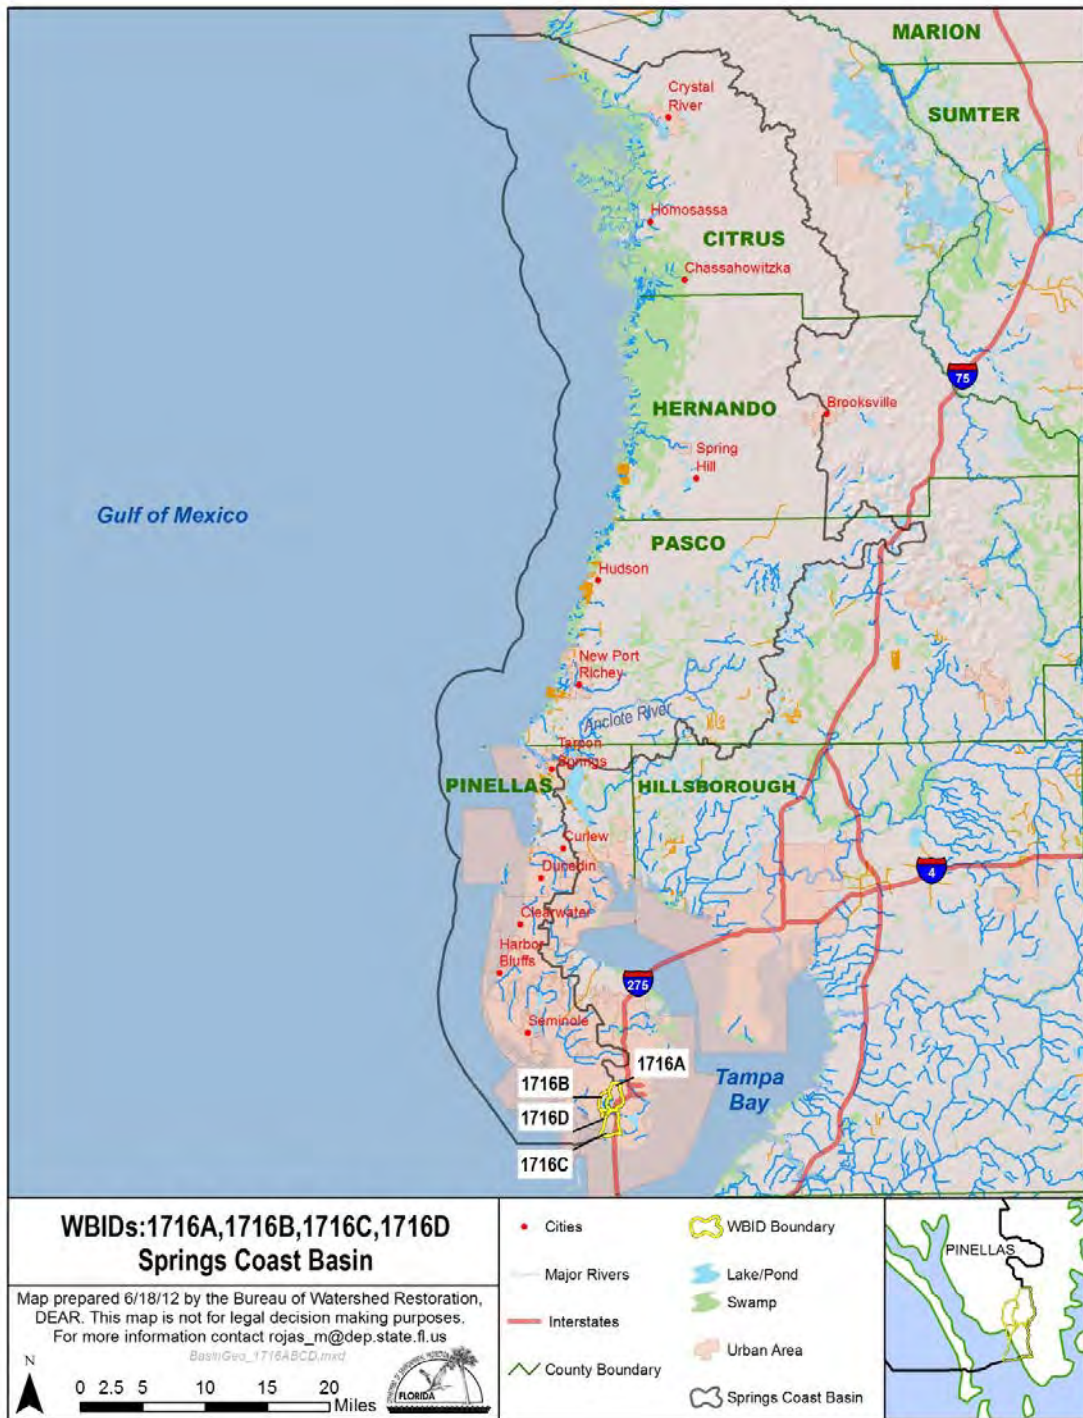 MARION
SUMTER
Crystal
River
Homosassa
CITRUS
Chassahowitzka
75
HERNANDO
Brooksville
Spring
Hill
Gulf of Mexico
PASCO
Hudson
New Port
Richey
Anclote River
Tarpon
Springs
PINELLAS
HILLSBOROUGH
Curlew
Dunedin
4
Clearwater
Harbor
Bluffs
275
Seminole
1716A
1716B
Tampa
Bay
1716D
1716C
WBIDs:1716A,1716B,1716C,1716D
Springs Coast Basin
Map prepared 6/18/12 by the Bureau of Watershed Restoration,
DEAR. This map is not for legal decision making purposes.
For more information contact rojas_m@dep.state.fl.us
BasinGeo_1716ABCD.mxd
N
0 2.5 5 10 15 20
Miles
FLORIDA
Cities
Major Rivers
Interstates
County Boundary
WBID Boundary
Lake/Pond
Swamp
Urban Area
Springs Coast Basin
PINELLAS